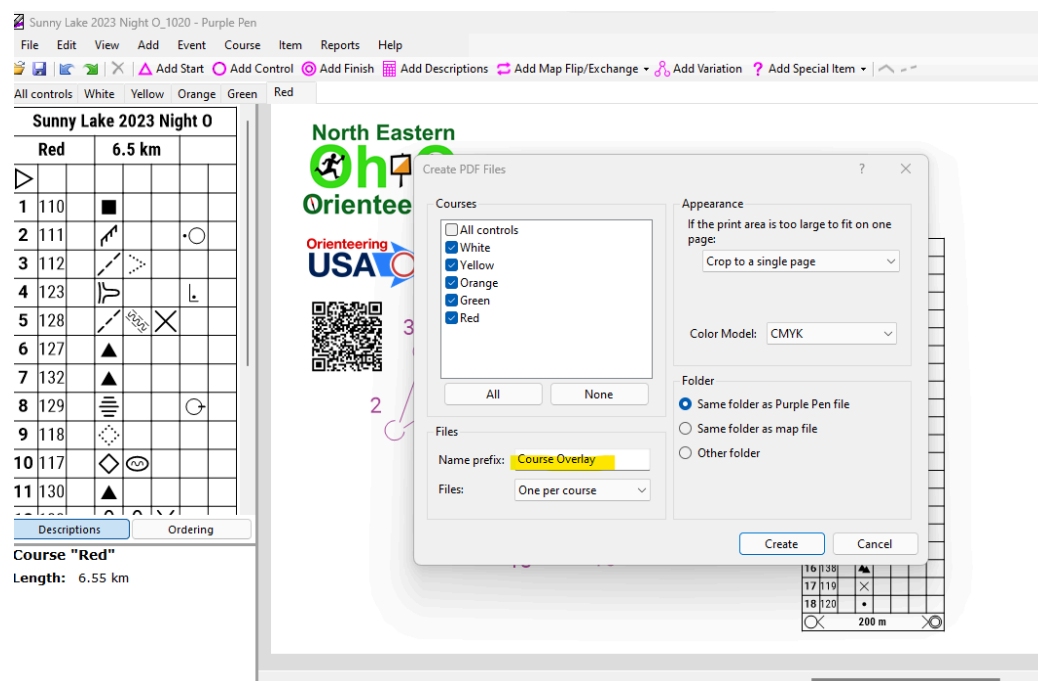 Sunny Lake 2023 Night O_1020 - Purple Pen
File Edit View Add Event Course Item Reports Help
Add Start Add Control Add Finish Add Descriptions Add Map Flip/Exchange Add Variation ? Add Special Item
All controls White Yellow Orange Green Red
Sunny Lake 2023 Night O
Red 6.5 km
1 110
2 111
3 112
4 123
5 128
6 127
7 132
8 129
9 118
10 117
11 130
Descriptions Ordering
Course "Red"
Length: 6.55 km
North Eastern
Orientee
Orienteering
USA
3
2
Create PDF Files ?
Courses
All controls
White
Yellow
Orange
Green
Red
All None
Files
Name prefix: Course Overlay
Files: One per course
Appearance
If the print area is too large to fit on one
page:
Crop to a single page
Color Model: CMYK
Folder
Same folder as Purple Pen file
Same folder as map file
Other folder
Create Cancel
16 138
17 119
18 120
200 m